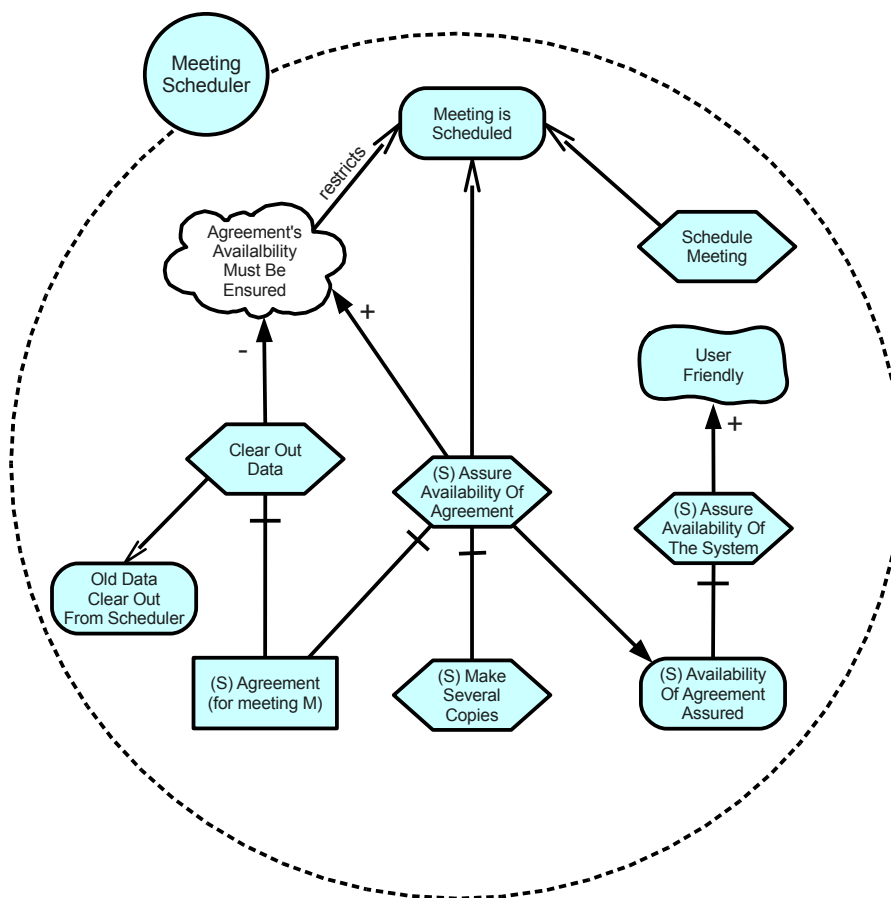 Meeting
Scheduler
Meeting is
Scheduled
restricts
Agreement's
Availalbility
Must Be
Ensured
Schedule
Meeting
+
-
User
Friendly
+
Clear Out
Data
(S) Assure
Availability Of
Agreement
(S) Assure
Availability Of
The System
Old Data
Clear Out
From Scheduler
(S) Agreement
(for meeting M)
(S) Make
Several
Copies
(S) Availability
Of Agreement
Assured